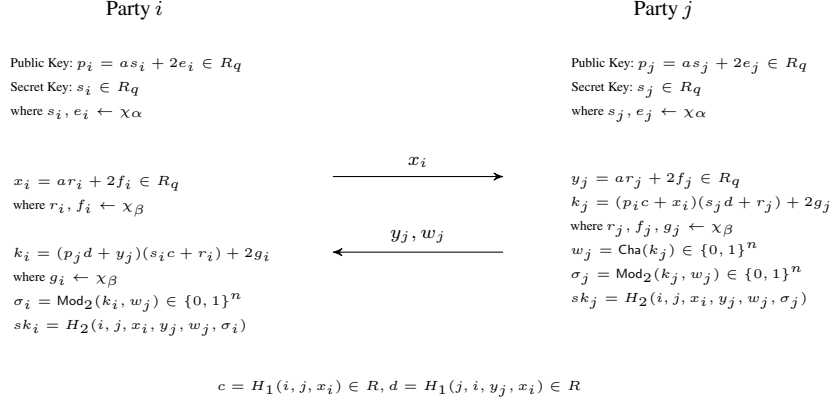 Party i
Public Key: p_i = as_i + 2e_i ∈ R_q
Secret Key: s_i ∈ R_q
where s_i, e_i ← χ_α
x_i = ar_i + 2f_i ∈ R_q
where r_i, f_i ← χ_β
k_i = (p_j d + y_j)(s_i c + r_i) + 2g_i
where g_i ← χ_β
σ_i = Mod_2(k_i, w_j) ∈ {0, 1}^n
sk_i = H_2(i, j, x_i, y_j, w_j, σ_i)
x_i
y_j, w_j
Party j
Public Key: p_j = as_j + 2e_j ∈ R_q
Secret Key: s_j ∈ R_q
where s_j, e_j ← χ_α
y_j = ar_j + 2f_j ∈ R_q
k_j = (p_i c + x_i)(s_j d + r_j) + 2g_j
where r_j, f_j, g_j ← χ_β
w_j = Cha(k_j) ∈ {0, 1}^n
σ_j = Mod_2(k_j, w_j) ∈ {0, 1}^n
sk_j = H_2(i, j, x_i, y_j, w_j, σ_j)
c = H_1(i, j, x_i) ∈ R, d = H_1(j, i, y_j, x_i) ∈ R